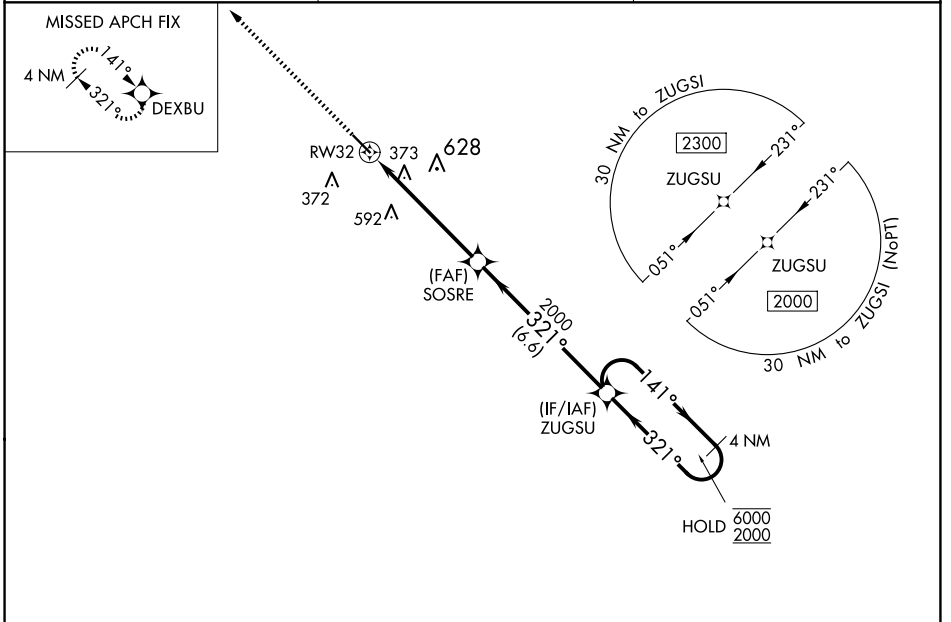 MISSED APCH FIX
4 NM
141°
321°
DEXBU
RW32
373
628
372
592
(FAF)
SOSRE
2000
321°
(6.6)
(IF/IAF)
ZUGSU
141°
321°
4 NM
HOLD 6000
2000
30 NM to ZUGSI
2300
ZUGSU
231°
051°
231°
ZUGSU
2000
051°
30 NM to ZUGSI (NoPT)